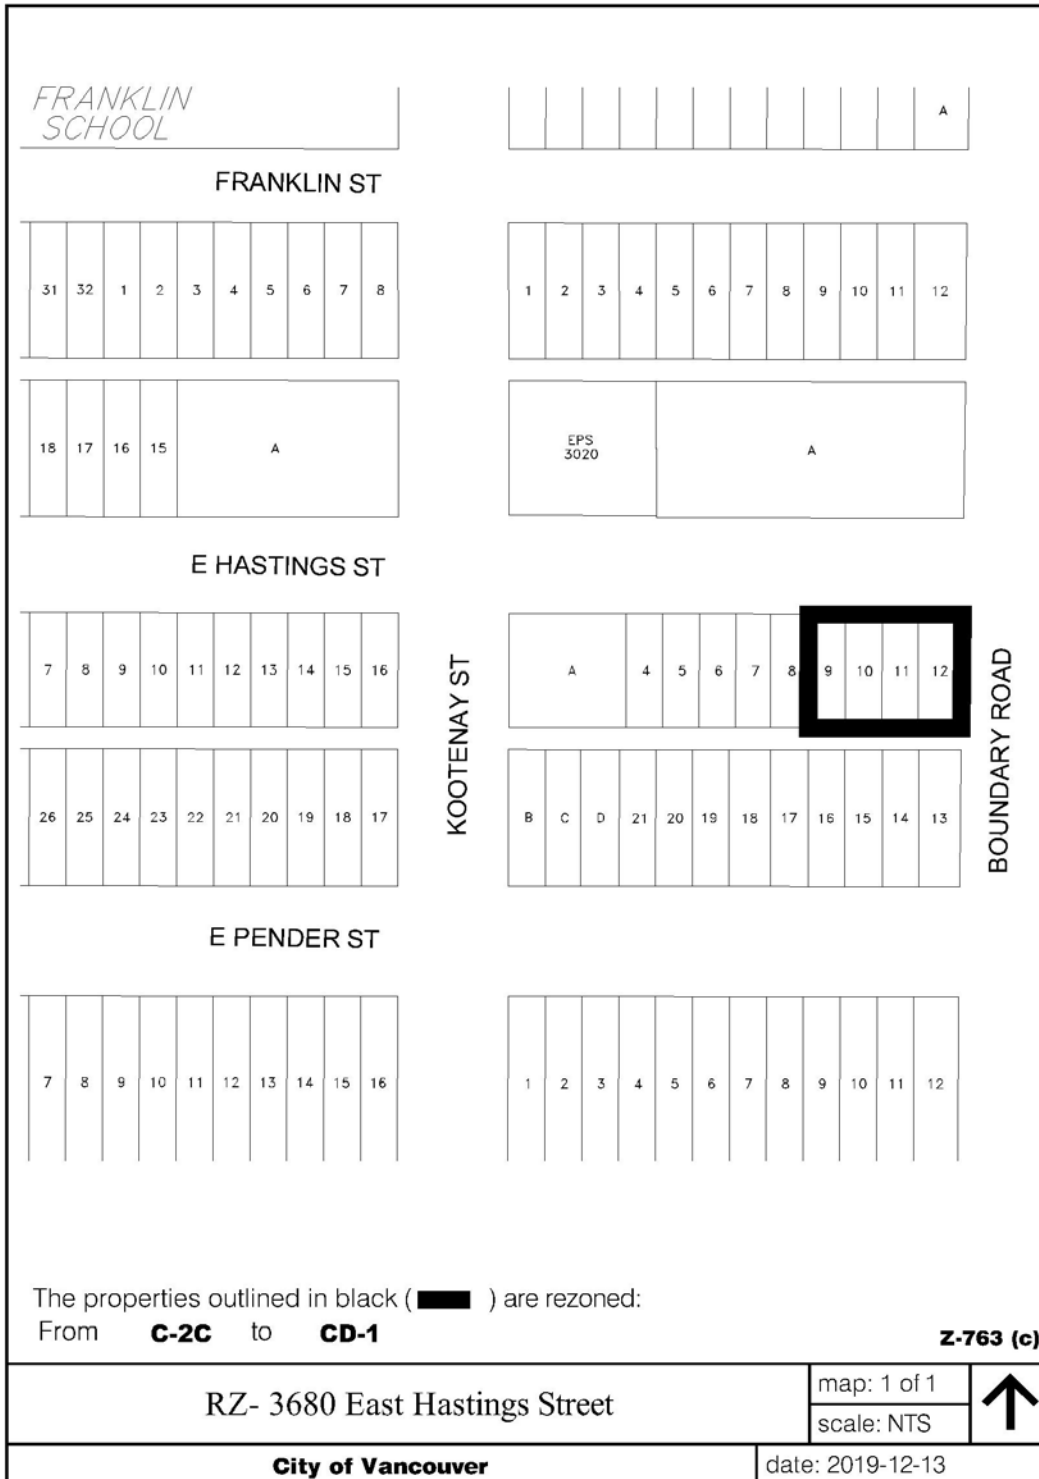 FRANKLIN
SCHOOL
A
FRANKLIN ST
31 32 1 2 3 4 5 6 7 8
1 2 3 4 5 6 7 8 9 10 11 12
18 17 16 15 A
EPS
3020
A
E HASTINGS ST
7 8 9 10 11 12 13 14 15 16
A 4 5 6 7 8 9 10 11 12
KOOTENAY ST
BOUNDARY ROAD
26 25 24 23 22 21 20 19 18 17
B C D 21 20 19 18 17 16 15 14 13
E PENDER ST
7 8 9 10 11 12 13 14 15 16
1 2 3 4 5 6 7 8 9 10 11 12
The properties outlined in black ( ) are rezoned:
From C-2C to CD-1
Z-763 (c)
RZ- 3680 East Hastings Street
map: 1 of 1
scale: NTS
City of Vancouver
date: 2019-12-13